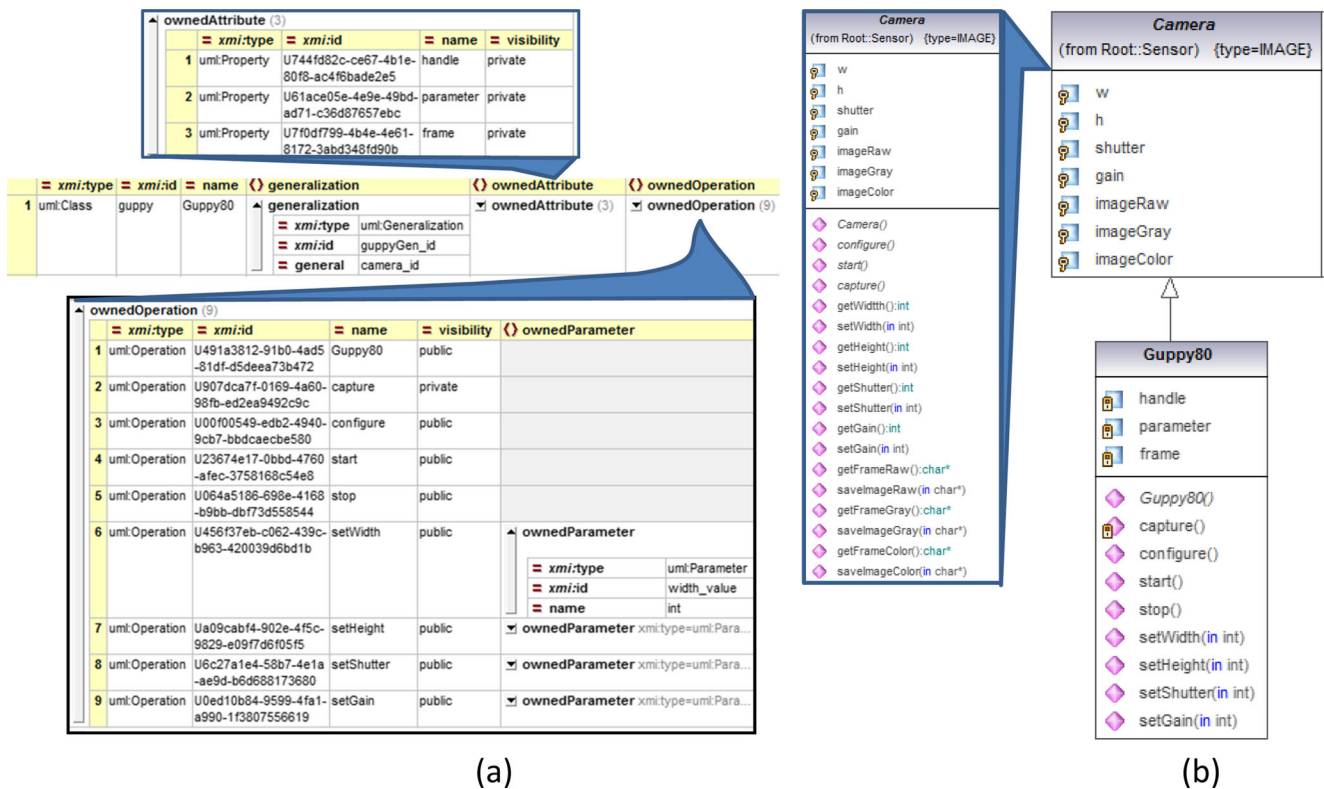 ownedAttribute (3)
= xmi:type = xmi:id = name = visibility
1 uml:Property U744fd82c-ce67-4b1e- handle private
80f8-ac4f6bade2e5
2 uml:Property U61ace05e-4e9e-49bd- parameter private
ad71-c36d87657ebc
3 uml:Property U7f0df799-4b4e-4e61- frame private
8172-3abd348fd90b
= xmi:type = xmi:id = name () generalization () ownedAttribute () ownedOperation
1 uml:Class guppy Guppy80 generalization ownedAttribute (3) ownedOperation (9)
= xmi:type uml:Generalization
= xmi:id guppyGen_id
= general camera_id
ownedOperation (9)
= xmi:type = xmi:id = name = visibility () ownedParameter
1 uml:Operation U491a3812-91b0-4ad5 Guppy80 public
-81df-d5deea73b472
2 uml:Operation U907dca7f-0169-4a60- capture private
98fb-ed2ea9492c9c
3 uml:Operation U00f00549-edb2-4940- configure public
9cb7-bbdcaecbe580
4 uml:Operation U23674e17-0bbd-4760 start public
-afec-3758168c54e8
5 uml:Operation U064a5186-698e-4168 stop public
-b9bb-dbf73d558544
6 uml:Operation U456f37eb-c062-439c- setWidth public ownedParameter
b963-420039d6bd1b
= xmi:type uml:Parameter
= xmi:id width_value
= name int
7 uml:Operation Ua09cabf4-902e-4f5c- setHeight public ownedParameter xmi:type=uml:Para...
9829-e09f7d6f05f5
8 uml:Operation U6c27a1e4-58b7-4e1a setShutter public ownedParameter xmi:type=uml:Para...
-ae9d-b6d688173680
9 uml:Operation U0ed10b84-9599-4fa1- setGain public ownedParameter xmi:type=uml:Para...
a990-1f3807556619
(a)
Camera
(from Root::Sensor) {type=IMAGE}
w
h
shutter
gain
imageRaw
imageGray
imageColor
Camera()
configure()
start()
capture()
getWidtth():int
setWidth(in int)
getHeight():int
setHeight(in int)
getShutter():int
setShutter(in int)
getGain():int
setGain(in int)
getFrameRaw():char*
saveImageRaw(in char*)
getFrameGray():char*
saveImageGray(in char*)
getFrameColor():char*
saveImageColor(in char*)
Camera
(from Root::Sensor) {type=IMAGE}
w
h
shutter
gain
imageRaw
imageGray
imageColor
Guppy80
handle
parameter
frame
Guppy80()
capture()
configure()
start()
stop()
setWidth(in int)
setHeight(in int)
setShutter(in int)
setGain(in int)
(b)